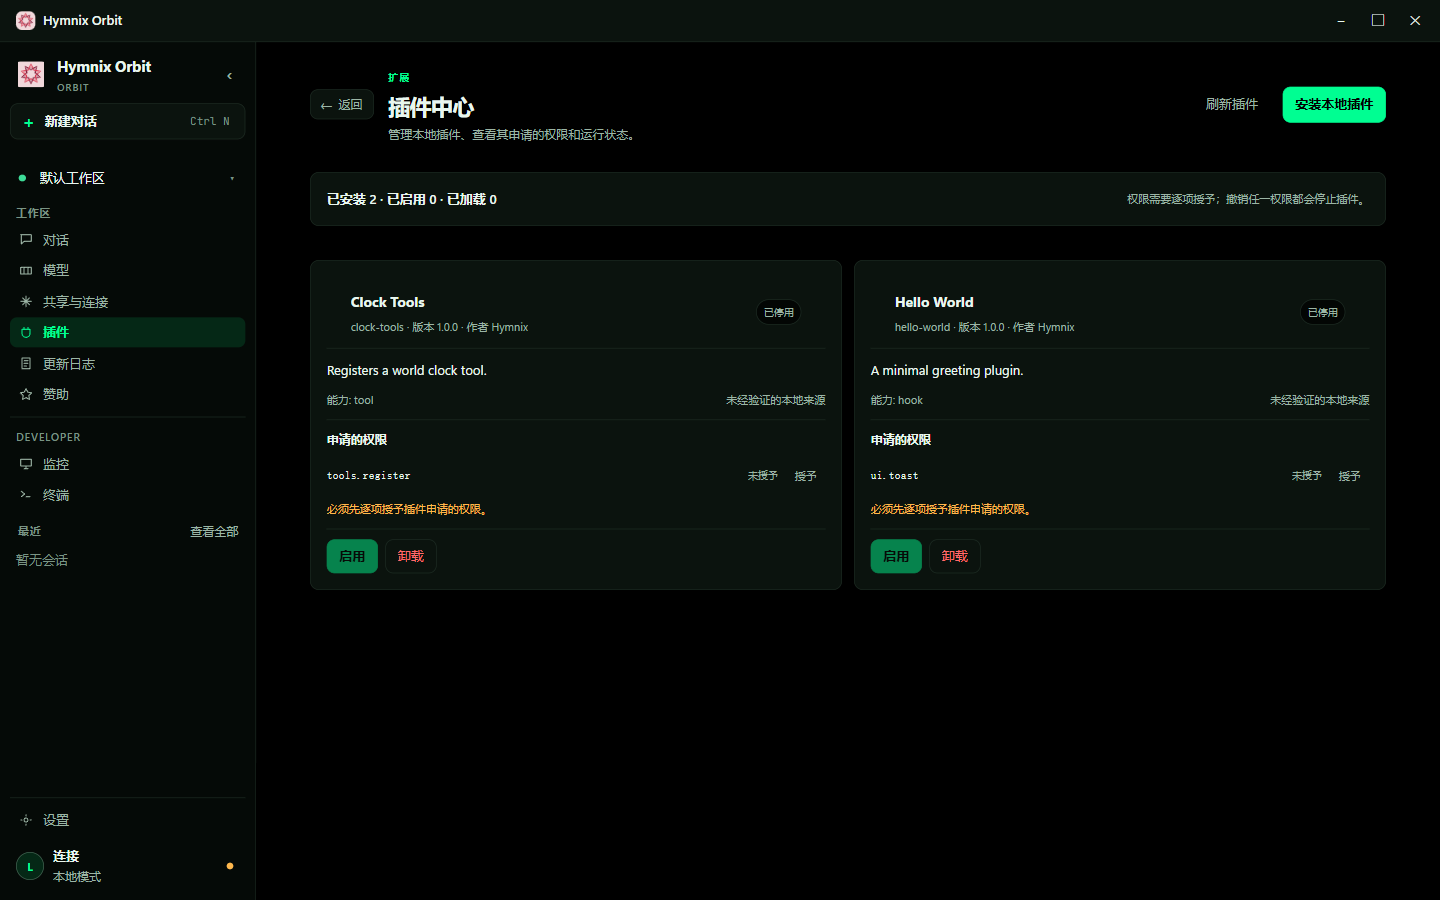 Hymnix Orbit
Hymnix Orbit
ORBIT
+ 新建对话 Ctrl N
默认工作区
工作区
对话
模型
共享与连接
插件
更新日志
赞助
DEVELOPER
监控
终端
最近 查看全部
暂无会话
设置
L
连接
本地模式
← 返回
扩展
插件中心
管理本地插件、查看其申请的权限和运行状态。
刷新插件
安装本地插件
已安装 2 · 已启用 0 · 已加载 0
权限需要逐项授予；撤销任一权限都会停止插件。
Clock Tools
clock-tools · 版本 1.0.0 · 作者 Hymnix
已停用
Registers a world clock tool.
能力: tool 未经验证的本地来源
申请的权限
tools.register 未授予 授予
必须先逐项授予插件申请的权限。
启用 卸载
Hello World
hello-world · 版本 1.0.0 · 作者 Hymnix
已停用
A minimal greeting plugin.
能力: hook 未经验证的本地来源
申请的权限
ui.toast 未授予 授予
必须先逐项授予插件申请的权限。
启用 卸载